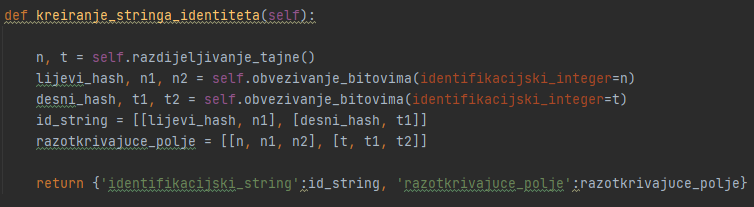 def kreiranje_stringa_identiteta(self):
n, t = self.razdijeljivanje_tajne()
lijevi_hash, n1, n2 = self.obvezivanje_bitovima(identifikacijski_integer=n)
desni_hash, t1, t2 = self.obvezivanje_bitovima(identifikacijski_integer=t)
id_string = [[lijevi_hash, n1], [desni_hash, t1]]
razotkrivajuce_polje = [[n, n1, n2], [t, t1, t2]]
return {'identifikacijski_string':id_string, 'razotkrivajuce_polje':razotkrivajuce_polje}